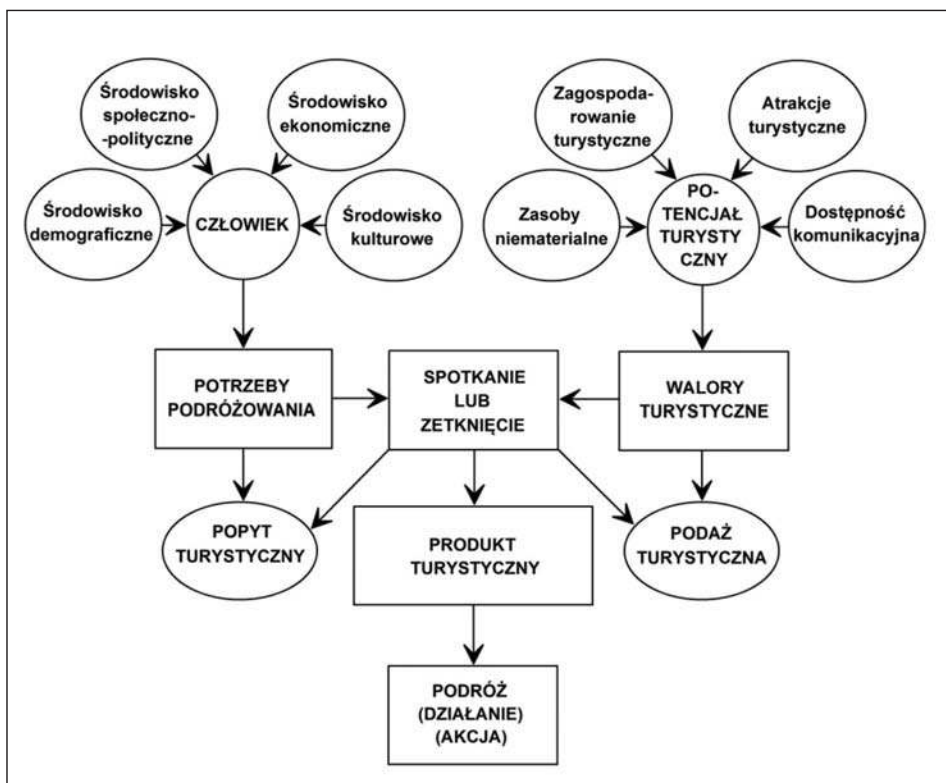 Środowisko
społeczno-
-polityczne
Środowisko
ekonomiczne
Zagospoda-
rowanie
turystyczne
Atrakcje
turystyczne
Środowisko
demograficzne
CZŁOWIEK
Środowisko
kulturowe
Zasoby
niematerialne
PO-
TENCJAŁ
TURYSTY
CZNY
Dostępność
komunikacyjna
POTRZEBY
PODRÓŻOWANIA
SPOTKANIE
LUB
ZETKNIĘCIE
WALORY
TURYSTYCZNE
POPYT
TURYSTYCZNY
PRODUKT
TURYSTYCZNY
PODAŻ
TURYSTYCZNA
PODRÓŻ
(DZIAŁANIE)
(AKCJA)